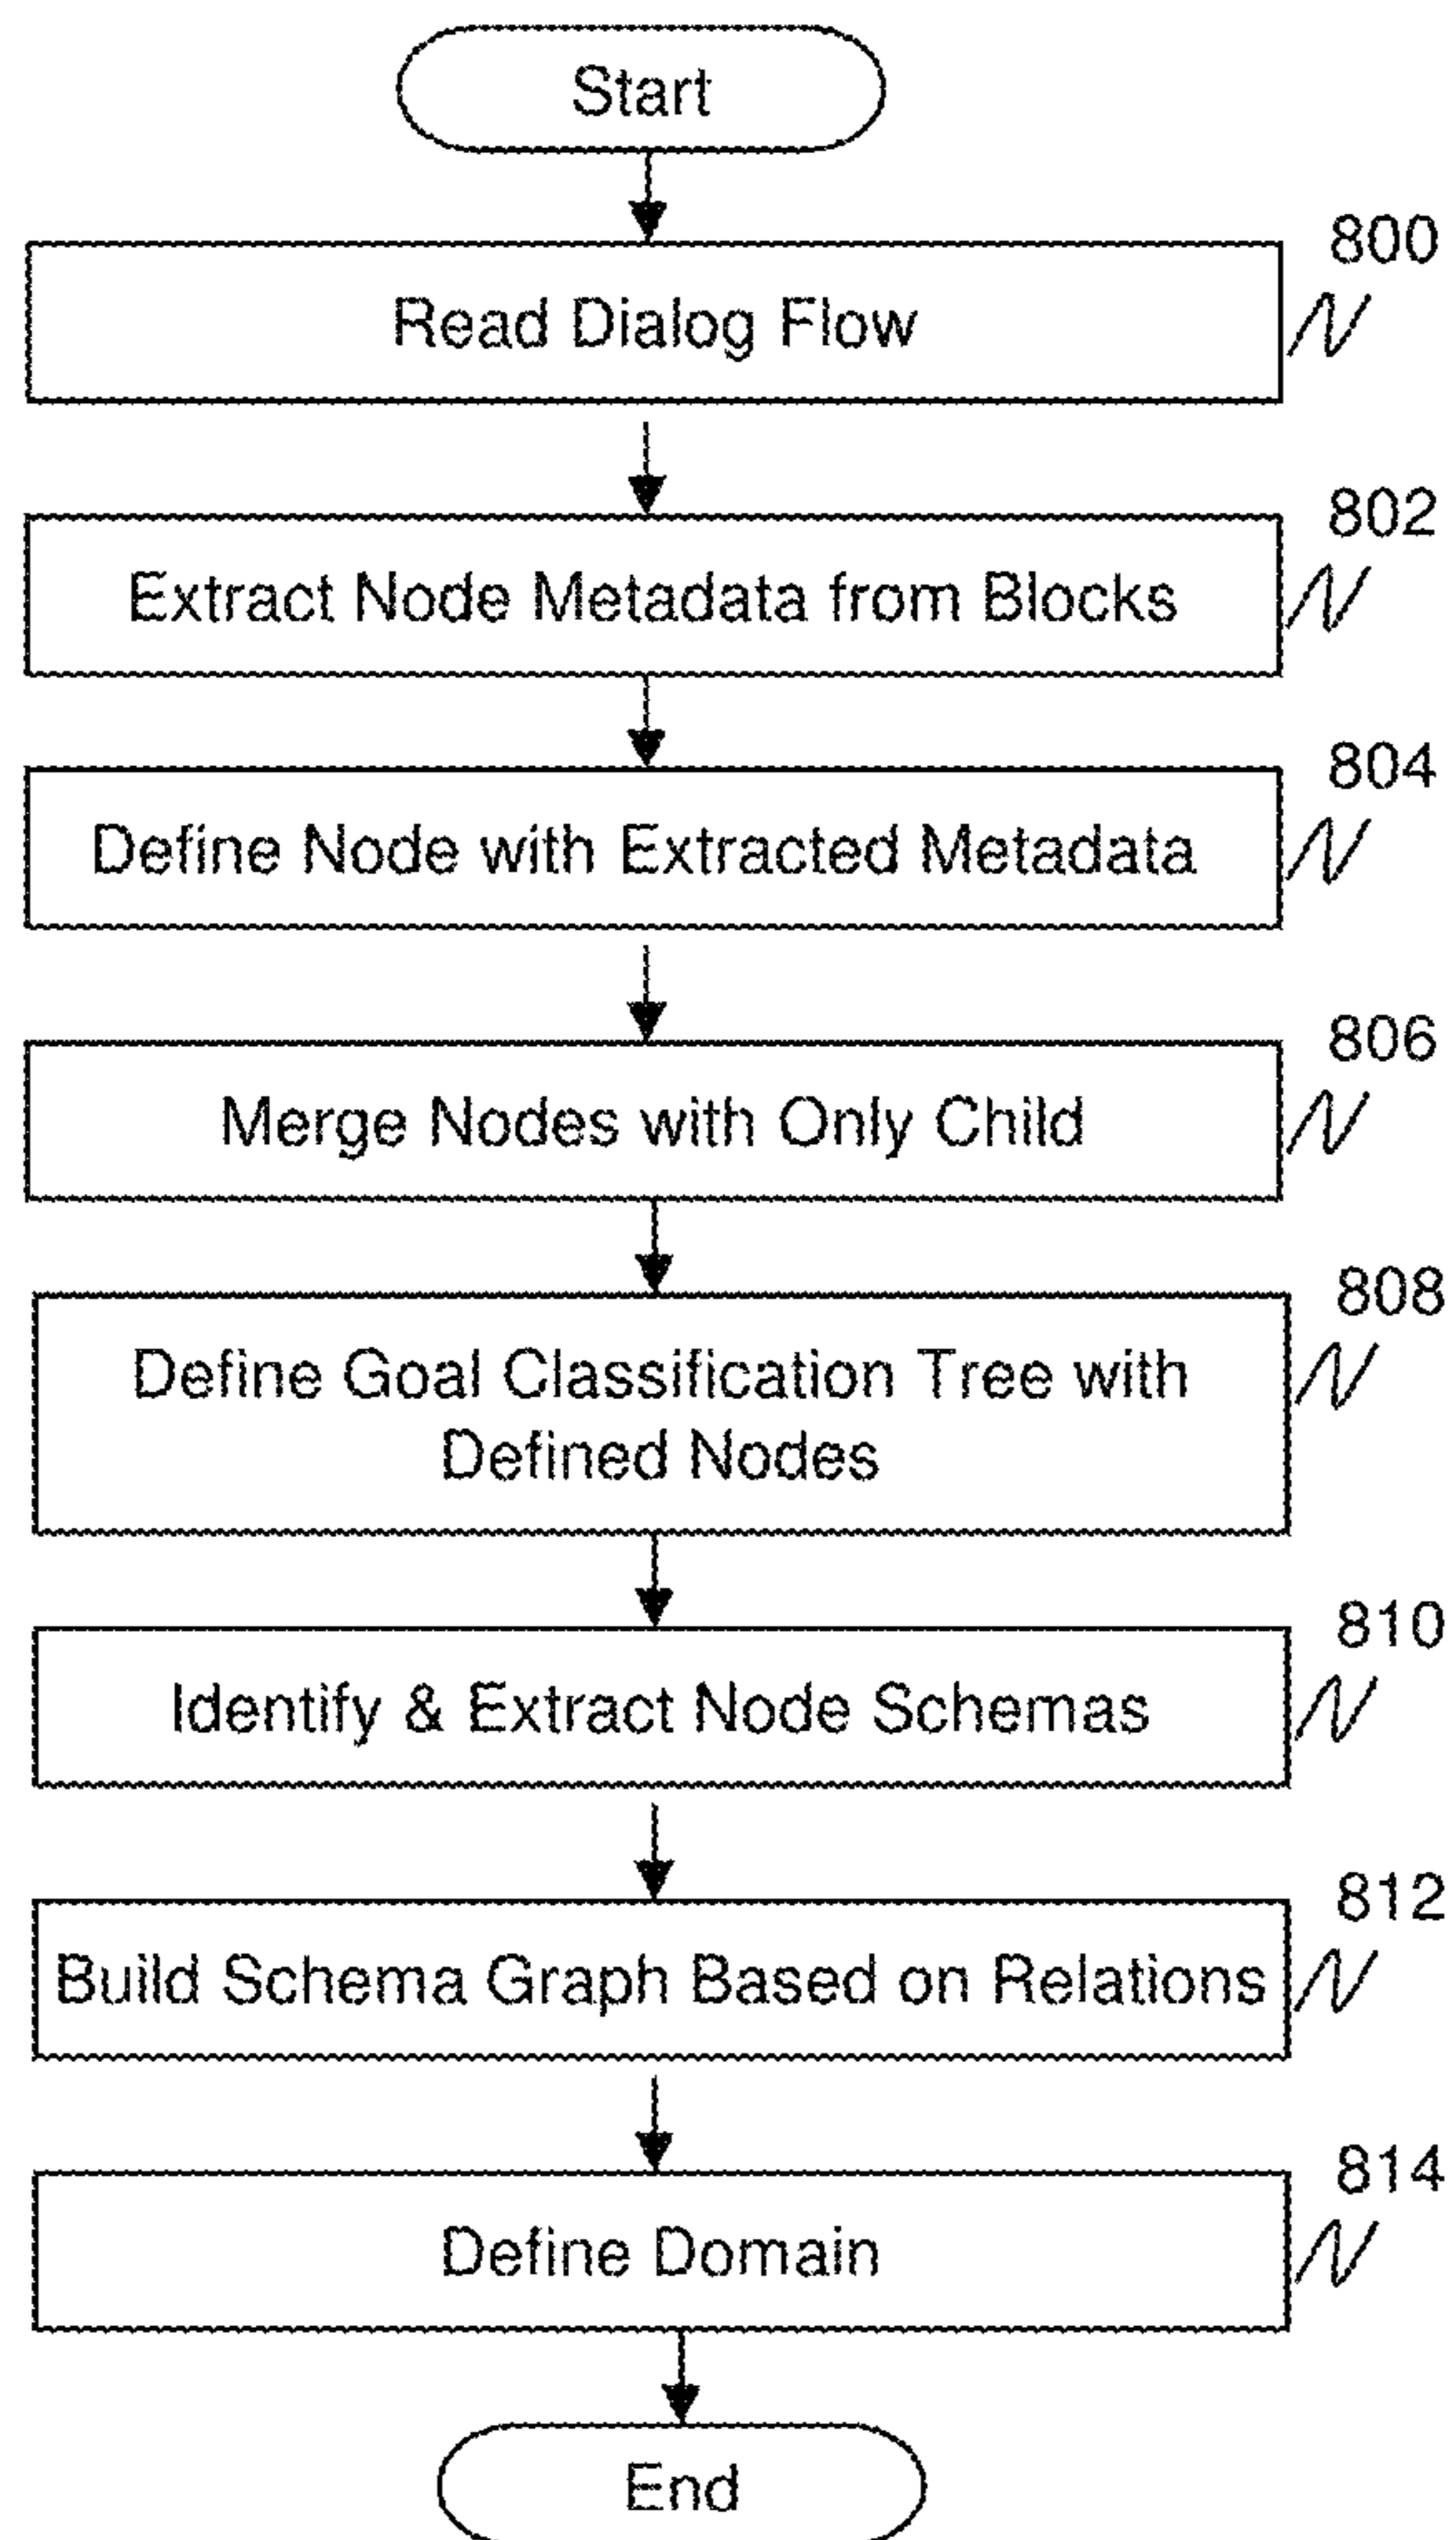 Start
800
Read Dialog Flow
802
Extract Node Metadata from Blocks
804
Define Node with Extracted Metadata
806
Merge Nodes with Only Child
808
Define Goal Classification Tree with
Defined Nodes
810
Identify & Extract Node Schemas
812
Build Schema Graph Based on Relations
814
Define Domain
End